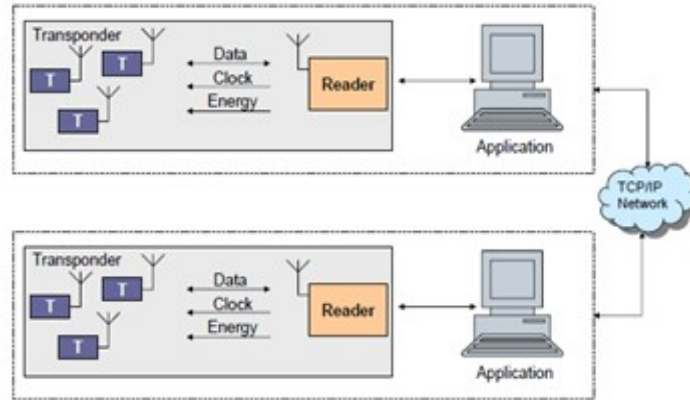 Transponder
T
T
T
Data
Clock
Energy
Reader
Application
TCP/IP
Network
Transponder
T
T
T
Data
Clock
Energy
Reader
Application